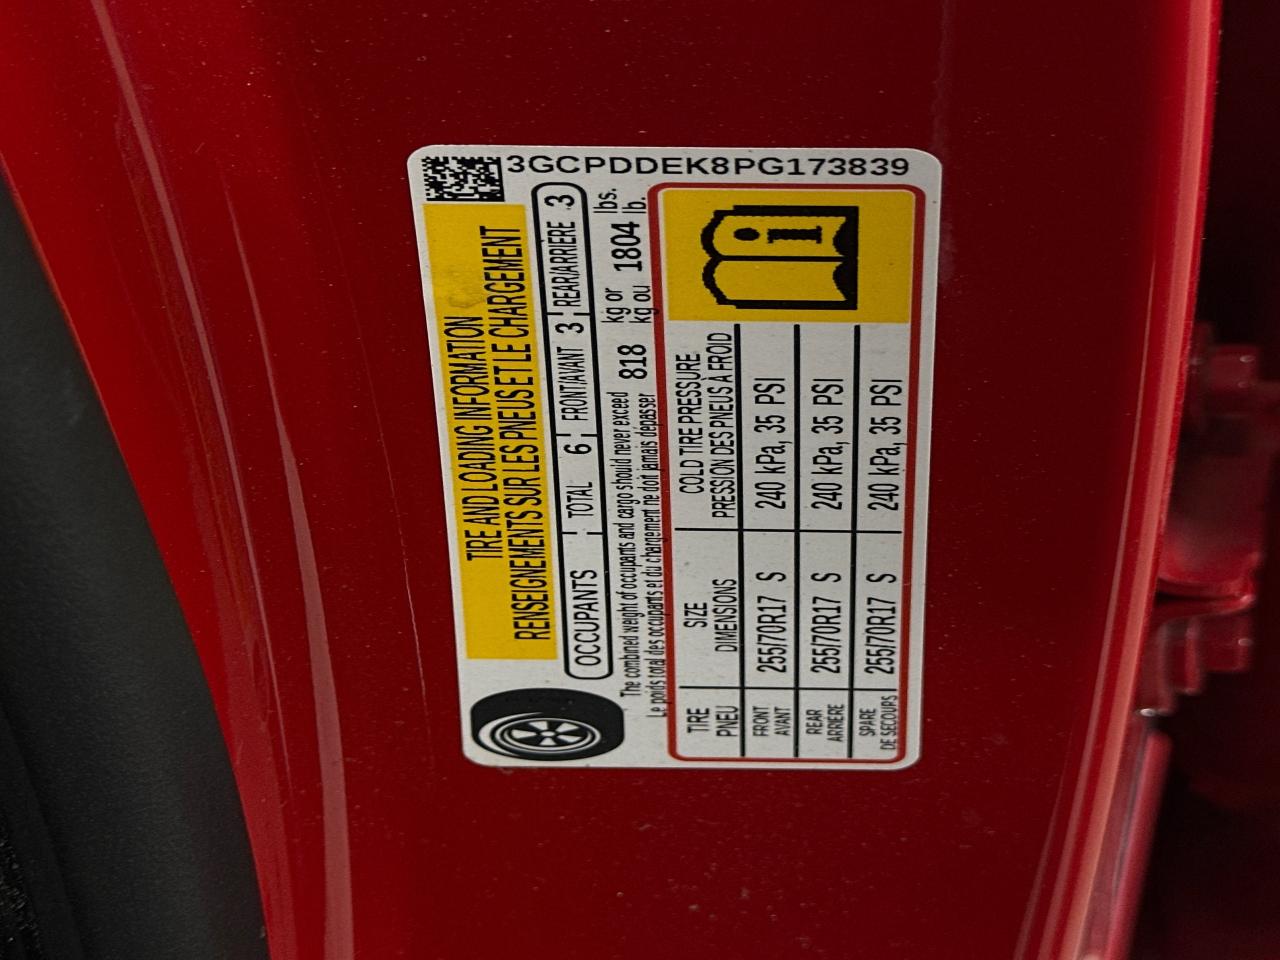 3GCPDDEK8PG173839
TIRE AND LOADING INFORMATION
RENSEIGNEMENTS SUR LES PNEUS ET LE CHARGEMENT
OCCUPANTS TOTAL 6 FRONT/AVANT 3 REAR/ARRIERE 3
The combined weight of occupants and cargo should never exceed 818 kg or 1804 lbs.
Le poids total des occupants et du chargement ne doit jamais dépasser kg ou lb.
TIRE SIZE COLD TIRE PRESSURE
PNEU DIMENSIONS PRESSION DES PNEUS À FROID
FRONT
AVANT 255/70R17 S 240 kPa, 35 PSI
REAR
ARRIERE 255/70R17 S 240 kPa, 35 PSI
SPARE
DE SECOURS 255/70R17 S 240 kPa, 35 PSI